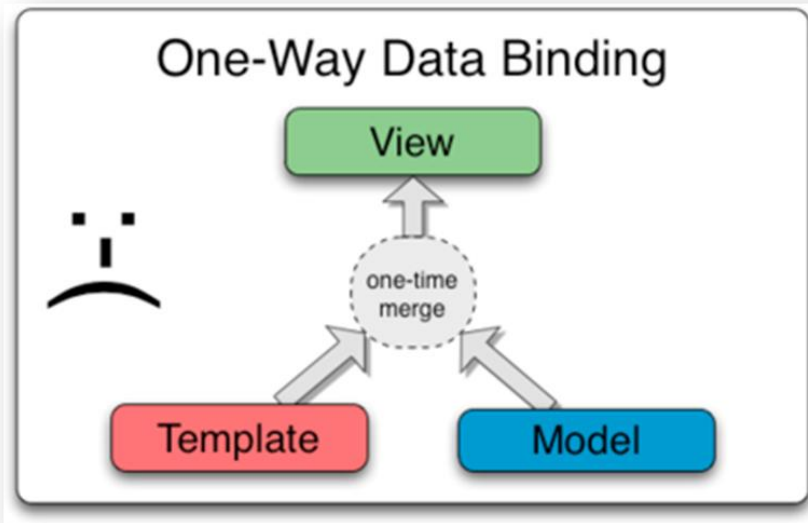 One-Way Data Binding
View
one-time
merge
Template
Model